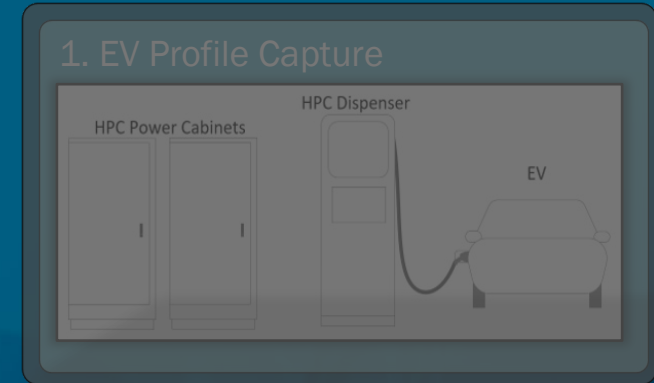 1. EV Profile Capture
HPC Dispenser
HPC Power Cabinets
EV